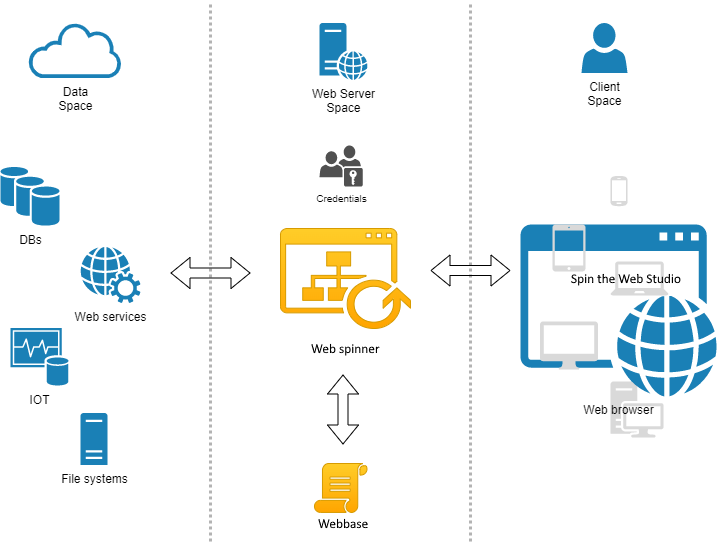 Data
Space
Web Server
Space
Client
Space
Credentials
DBs
Web services
IOT
File systems
Web spinner
Webbase
Spin the Web Studio
Web browser